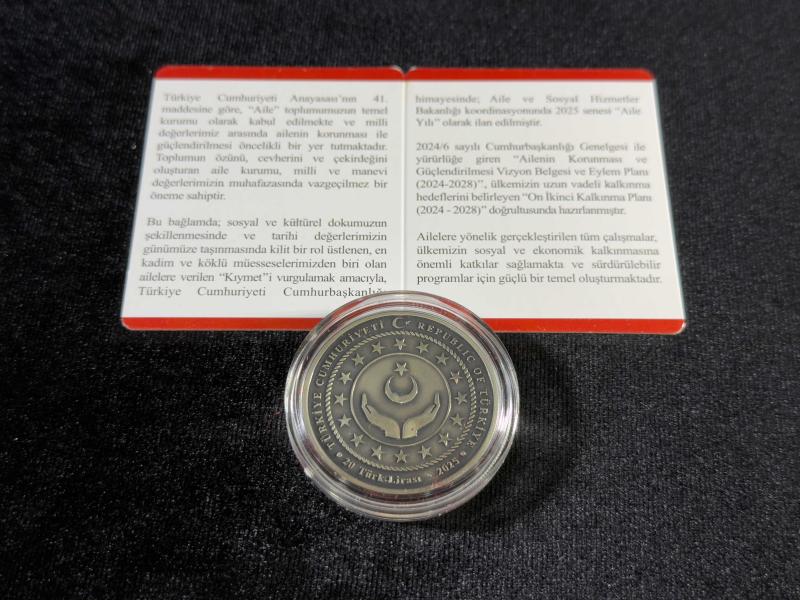 Türkiye Cumhuriyeti Anayasası'nın 41.
maddesine göre, "Aile" toplumumuzun temel
kurumu olarak kabul edilmekte ve milli
değerlerimiz arasında ailenin korunması ile
güçlendirilmesi öncelikli bir yer tutmaktadır.
Toplumun özünü, cevherini ve çekirdeğini
oluşturan aile kurumu, milli ve manevi
değerlerimizin muhafazasında vazgeçilmez bir
öneme sahiptir.
Bu bağlamda; sosyal ve kültürel dokumuzun
şekillenmesinde ve tarihi değerlerimizin
günümüze taşınmasında kilit bir rol üstlenen, en
kadim ve köklü müesseselerimizden biri olan
ailelere verilen "Kıymet"i vurgulamak amacıyla,
Türkiye Cumhuriyeti Cumhurbaşkanlığı
himayesinde; Aile ve Sosyal Hizmetler
Bakanlığı koordinasyonunda 2025 senesi "Aile
Yılı" olarak ilan edilmiştir.
2024/6 sayılı Cumhurbaşkanlığı Genelgesi ile
yürürlüğe giren "Ailenin Korunması ve
Güçlendirilmesi Vizyon Belgesi ve Eylem Planı
(2024-2028)", ülkemizin uzun vadeli kalkınma
hedeflerini belirleyen "On İkinci Kalkınma Planı
(2024 - 2028)" doğrultusunda hazırlanmıştır.
Ailelere yönelik gerçekleştirilen tüm çalışmalar,
ülkemizin sosyal ve ekonomik kalkınmasına
önemli katkılar sağlamakta ve sürdürülebilir
programlar için güçlü bir temel oluşturmaktadır.
TÜRKİYE CUMHURİYETİ REPUBLIC OF TÜRKİYE
20 Türk Lirası 2025